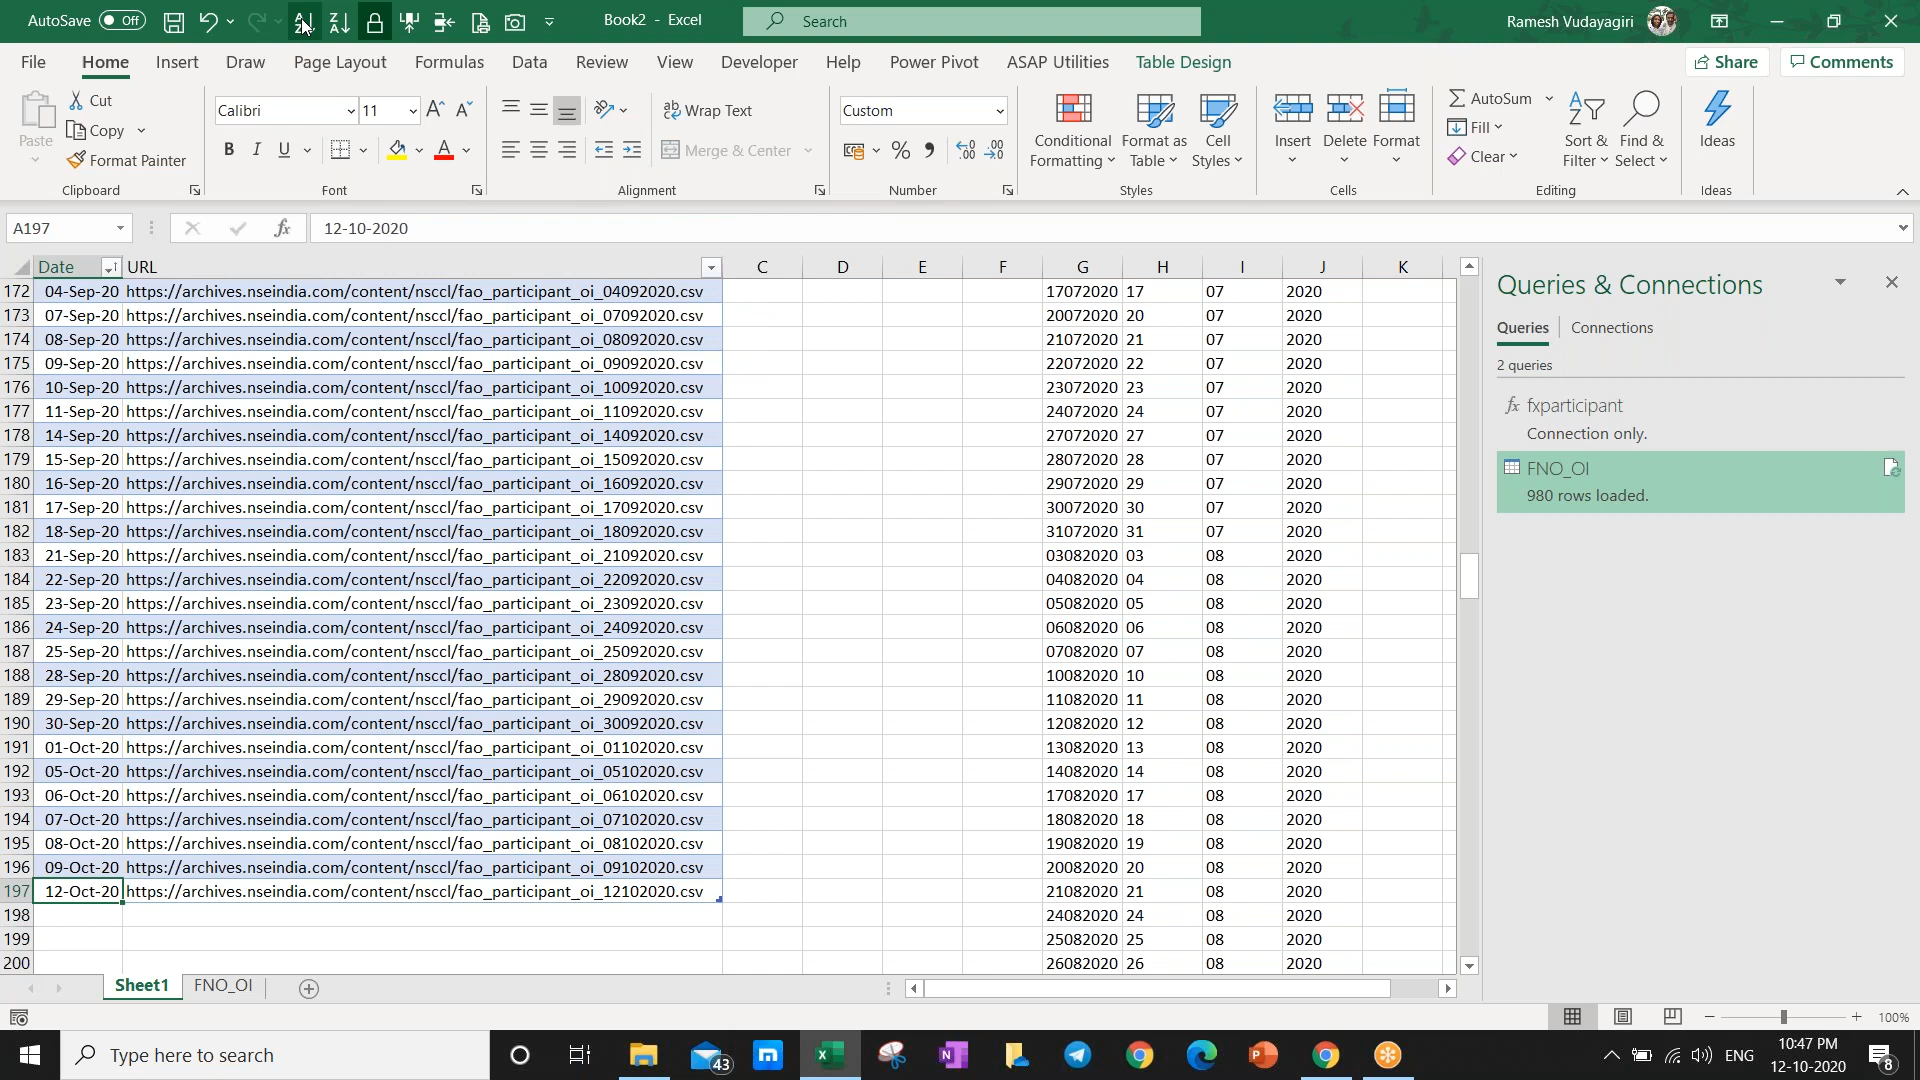 AutoSave Off Book2 - Excel Search Ramesh Vudayagiri
File Home Insert Draw Page Layout Formulas Data Review View Developer Help Power Pivot ASAP Utilities Table Design Share Comments
Cut
Copy
Format Painter
Paste
Calibri 11
B I U
Wrap Text
Merge & Center
Custom
Conditional Formatting
Format as Table
Cell Styles
Insert Delete Format
AutoSum
Fill
Clear
Sort & Filter
Find & Select
Ideas
Clipboard Font Alignment Number Styles Cells Editing Ideas
A197 fx 12-10-2020
Date URL C D E F G H I J K
172 04-Sep-20 https://archives.nseindia.com/content/nsccl/fao_participant_oi_04092020.csv 17072020 17 07 2020
173 07-Sep-20 https://archives.nseindia.com/content/nsccl/fao_participant_oi_07092020.csv 20072020 20 07 2020
174 08-Sep-20 https://archives.nseindia.com/content/nsccl/fao_participant_oi_08092020.csv 21072020 21 07 2020
175 09-Sep-20 https://archives.nseindia.com/content/nsccl/fao_participant_oi_09092020.csv 22072020 22 07 2020
176 10-Sep-20 https://archives.nseindia.com/content/nsccl/fao_participant_oi_10092020.csv 23072020 23 07 2020
177 11-Sep-20 https://archives.nseindia.com/content/nsccl/fao_participant_oi_11092020.csv 24072020 24 07 2020
178 14-Sep-20 https://archives.nseindia.com/content/nsccl/fao_participant_oi_14092020.csv 27072020 27 07 2020
179 15-Sep-20 https://archives.nseindia.com/content/nsccl/fao_participant_oi_15092020.csv 28072020 28 07 2020
180 16-Sep-20 https://archives.nseindia.com/content/nsccl/fao_participant_oi_16092020.csv 29072020 29 07 2020
181 17-Sep-20 https://archives.nseindia.com/content/nsccl/fao_participant_oi_17092020.csv 30072020 30 07 2020
182 18-Sep-20 https://archives.nseindia.com/content/nsccl/fao_participant_oi_18092020.csv 31072020 31 07 2020
183 21-Sep-20 https://archives.nseindia.com/content/nsccl/fao_participant_oi_21092020.csv 03082020 03 08 2020
184 22-Sep-20 https://archives.nseindia.com/content/nsccl/fao_participant_oi_22092020.csv 04082020 04 08 2020
185 23-Sep-20 https://archives.nseindia.com/content/nsccl/fao_participant_oi_23092020.csv 05082020 05 08 2020
186 24-Sep-20 https://archives.nseindia.com/content/nsccl/fao_participant_oi_24092020.csv 06082020 06 08 2020
187 25-Sep-20 https://archives.nseindia.com/content/nsccl/fao_participant_oi_25092020.csv 07082020 07 08 2020
188 28-Sep-20 https://archives.nseindia.com/content/nsccl/fao_participant_oi_28092020.csv 10082020 10 08 2020
189 29-Sep-20 https://archives.nseindia.com/content/nsccl/fao_participant_oi_29092020.csv 11082020 11 08 2020
190 30-Sep-20 https://archives.nseindia.com/content/nsccl/fao_participant_oi_30092020.csv 12082020 12 08 2020
191 01-Oct-20 https://archives.nseindia.com/content/nsccl/fao_participant_oi_01102020.csv 13082020 13 08 2020
192 05-Oct-20 https://archives.nseindia.com/content/nsccl/fao_participant_oi_05102020.csv 14082020 14 08 2020
193 06-Oct-20 https://archives.nseindia.com/content/nsccl/fao_participant_oi_06102020.csv 17082020 17 08 2020
194 07-Oct-20 https://archives.nseindia.com/content/nsccl/fao_participant_oi_07102020.csv 18082020 18 08 2020
195 08-Oct-20 https://archives.nseindia.com/content/nsccl/fao_participant_oi_08102020.csv 19082020 19 08 2020
196 09-Oct-20 https://archives.nseindia.com/content/nsccl/fao_participant_oi_09102020.csv 20082020 20 08 2020
197 12-Oct-20 https://archives.nseindia.com/content/nsccl/fao_participant_oi_12102020.csv 21082020 21 08 2020
198 24082020 24 08 2020
199 25082020 25 08 2020
200 26082020 26 08 2020
Queries & Connections
Queries Connections
2 queries
fx fxparticipant
Connection only.
FNO_OI
980 rows loaded.
Sheet1 FNO_OI
100%
Type here to search
43
ENG
10:47 PM
12-10-2020
8